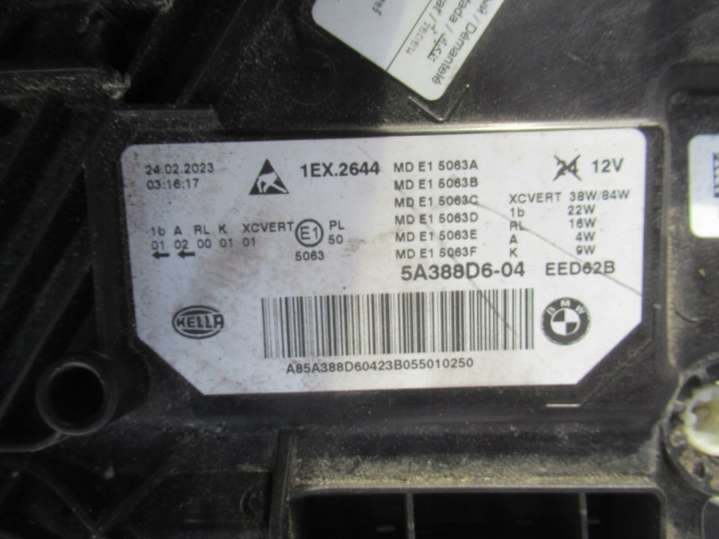 мый / Démantelé
24.02.2023 1EX.2644 MD E1 5063A 24 12V
03:16:17 MD E1 5063B
MD E1 5063C XCVERT 38W/84W
1b A RL K XCVERT E1 PL MD E1 5063D 1b 22W
01 02 00 01 01 50 MD E1 5063E RL 16W
5063 MD E1 5063F A 4W
K 9W
5A388D6-04 EED62B
HELLA BMW
A85A388D60423B055010250